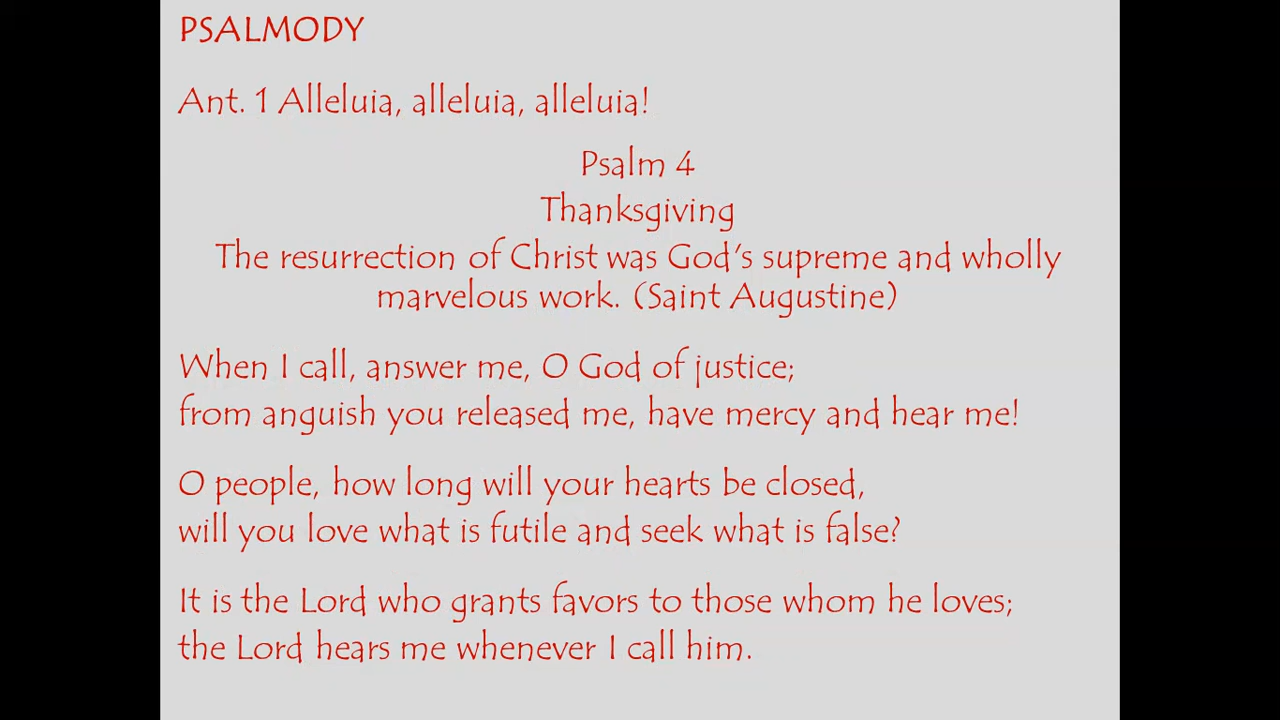 PSALMODY
Ant. 1 Alleluia, alleluia, alleluia!
Psalm 4
Thanksgiving
The resurrection of Christ was God's supreme and wholly
marvelous work. (Saint Augustine)
When I call, answer me, O God of justice;
from anguish you released me, have mercy and hear me!
O people, how long will your hearts be closed,
will you love what is futile and seek what is false?
It is the Lord who grants favors to those whom he loves;
the Lord hears me whenever I call him.